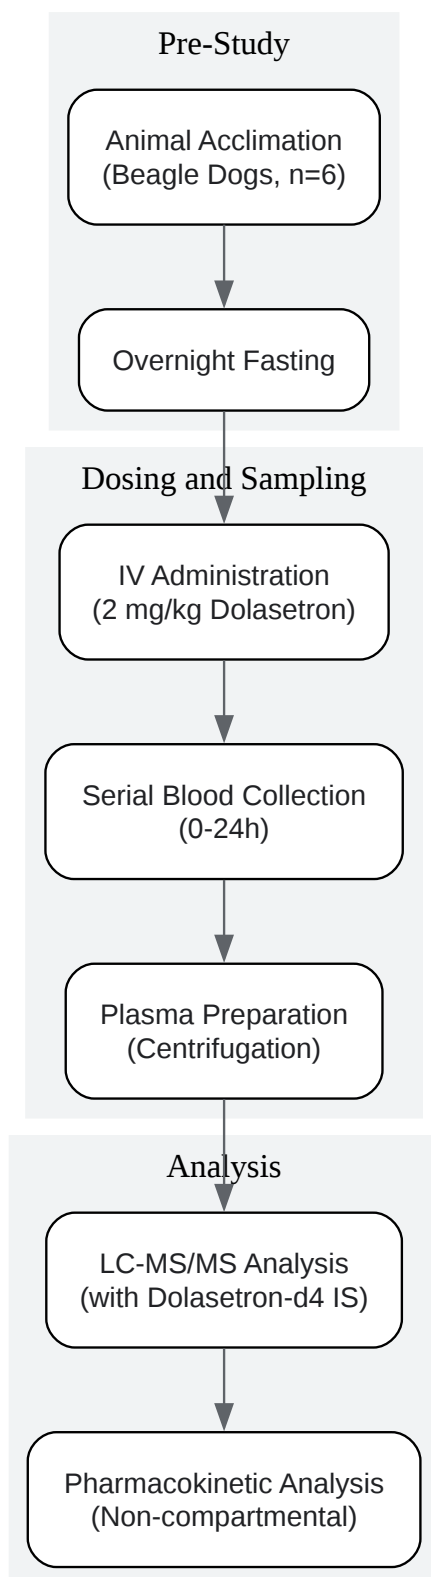 Pre-Study
Animal Acclimation
(Beagle Dogs, n=6)
Overnight Fasting
Dosing and Sampling
IV Administration
(2 mg/kg Dolasetron)
Serial Blood Collection
(0-24h)
Plasma Preparation
(Centrifugation)
Analysis
LC-MS/MS Analysis
(with Dolasetron-d4 IS)
Pharmacokinetic Analysis
(Non-compartmental)